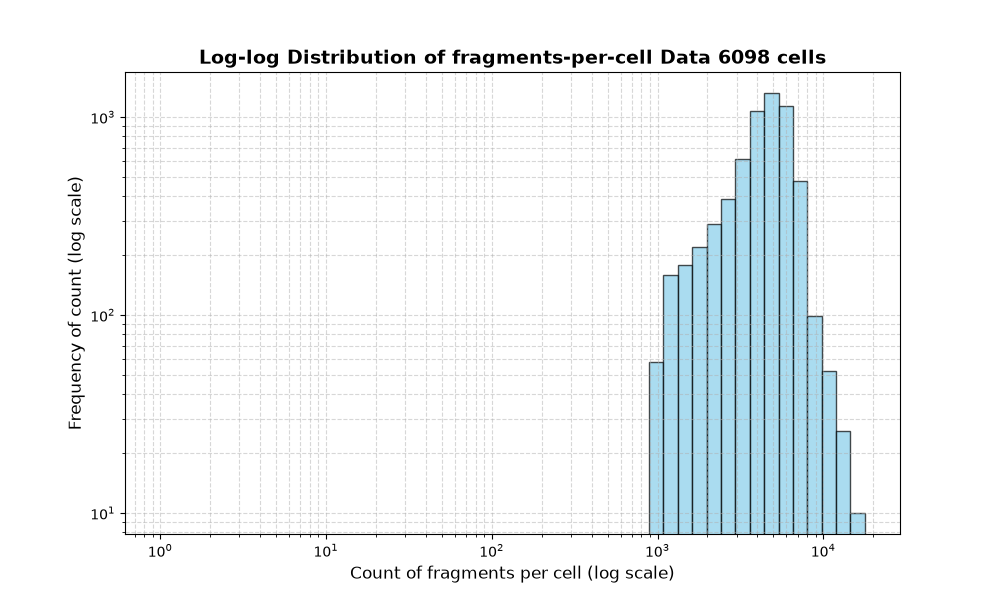 Log-log Distribution of fragments-per-cell Data 6098 cells
Frequency of count (log scale)
10³
10²
10¹
10⁰ 10¹ 10² 10³ 10⁴
Count of fragments per cell (log scale)